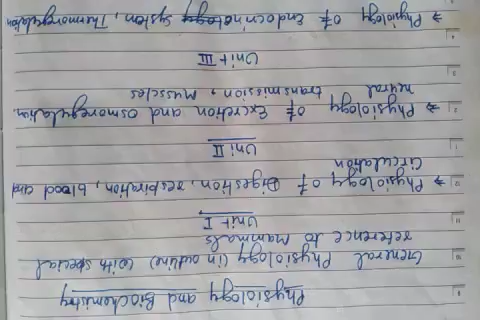 Physiology and Biochemistry
General Physiology (in outline) (with special
reference to Mammals
Unit I
→ Physiology of Digestion, respiration, blood and
Circulation
Unit II
→ Physiology of Excretion and Osmoregulation.
neural transmission, muscles
Unit III
→ Physiology of Endocrinology System, Thermoregulation